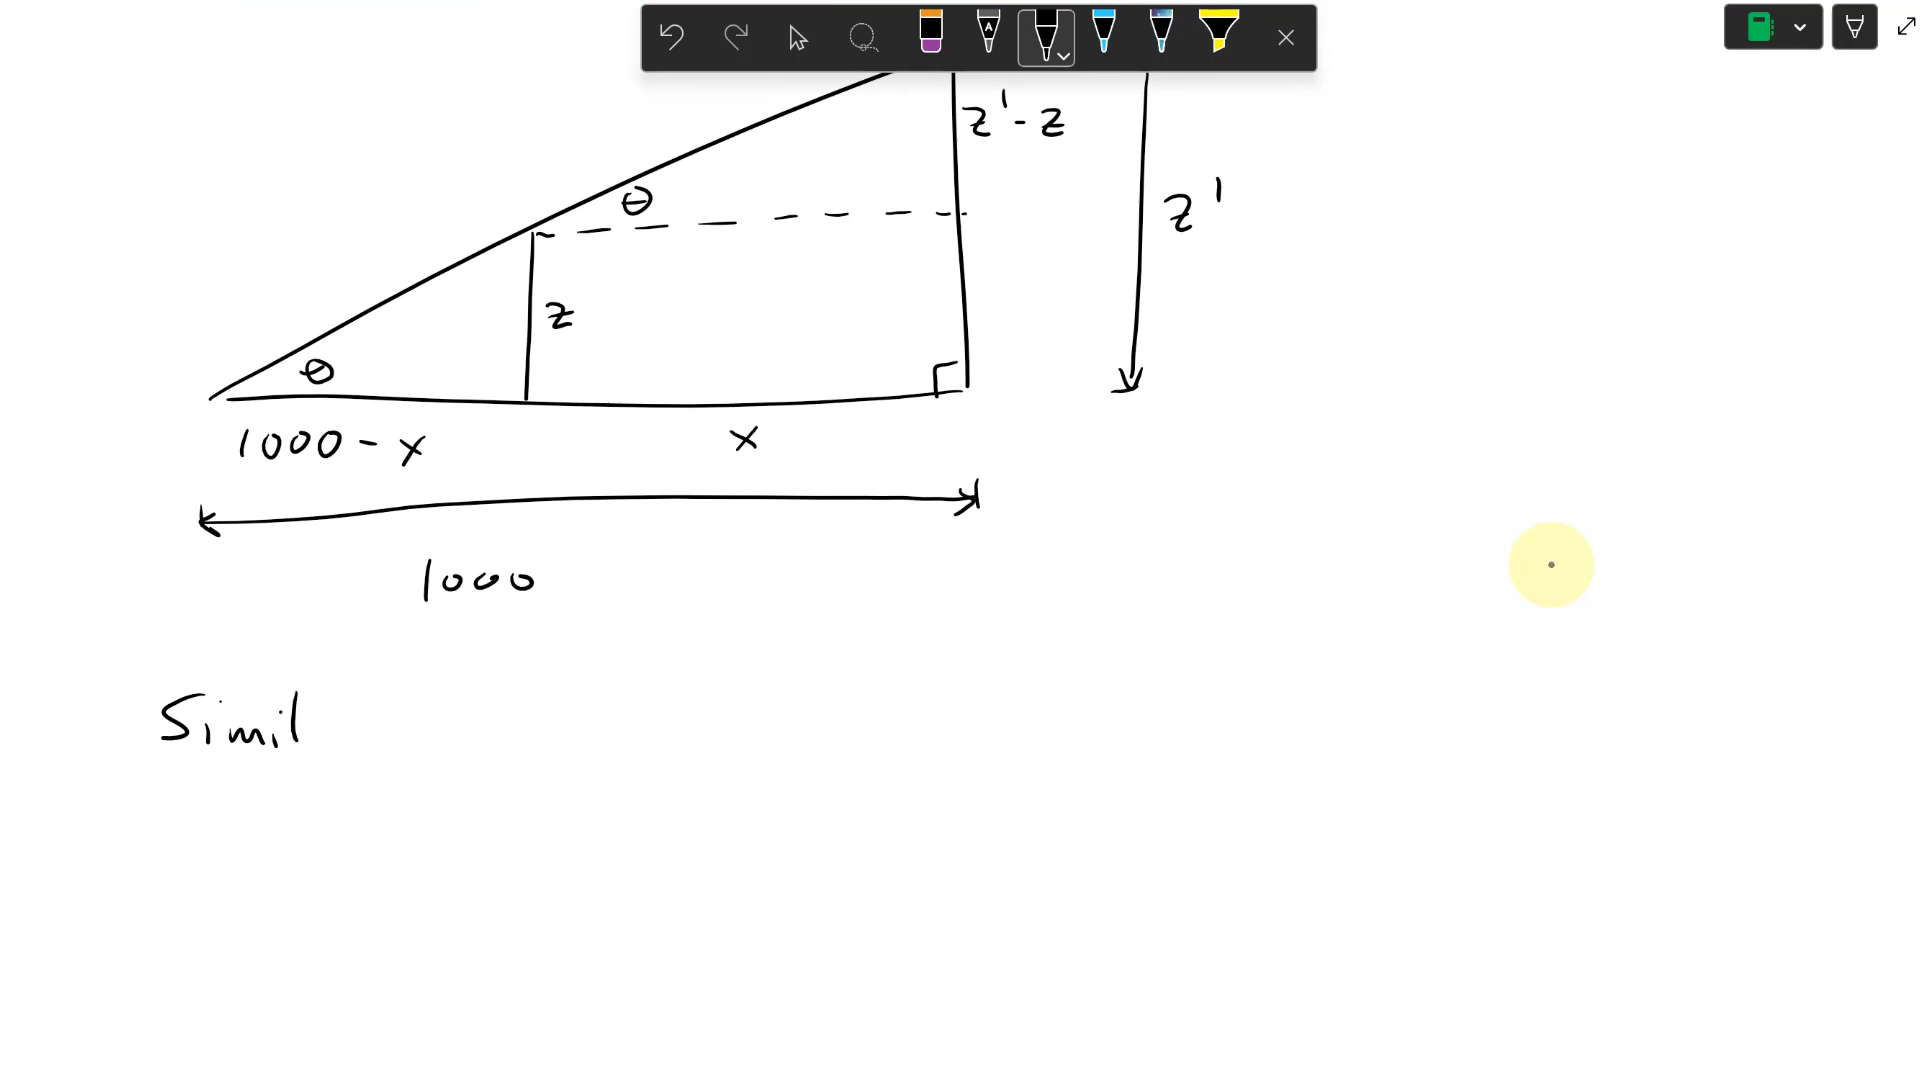 z' - z
z'
θ
z
θ
1000 - x
x
1000
Simil